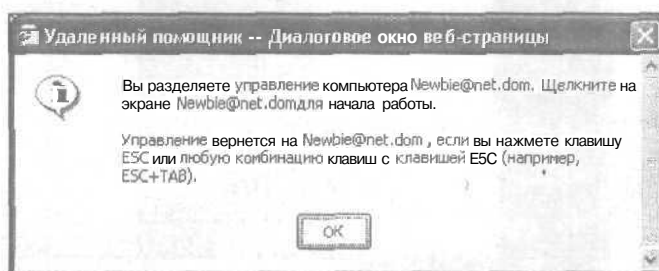 Удаленный помощник -- Диалоговое окно веб-страницы
Вы разделяете управление компьютера Newbie@net.dom. Щелкните на
экране Newbie@net.domдля начала работы.
Управление вернется на Newbie@net.dom , если вы нажмете клавишу
ESC или любую комбинацию клавиш с клавишей E5C (например,
ESC+TAB).
OK